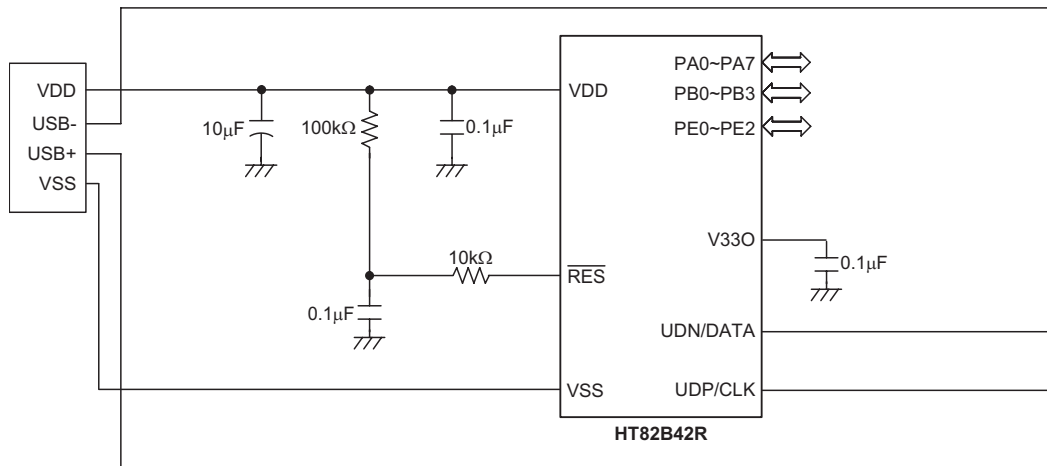 VDD
USB-
USB+
VSS
10µF
100kΩ
0.1µF
10kΩ
0.1µF
VDD
R̅E̅S̅
VSS
PA0~PA7
PB0~PB3
PE0~PE2
V33O
0.1µF
UDN/DATA
UDP/CLK
HT82B42R